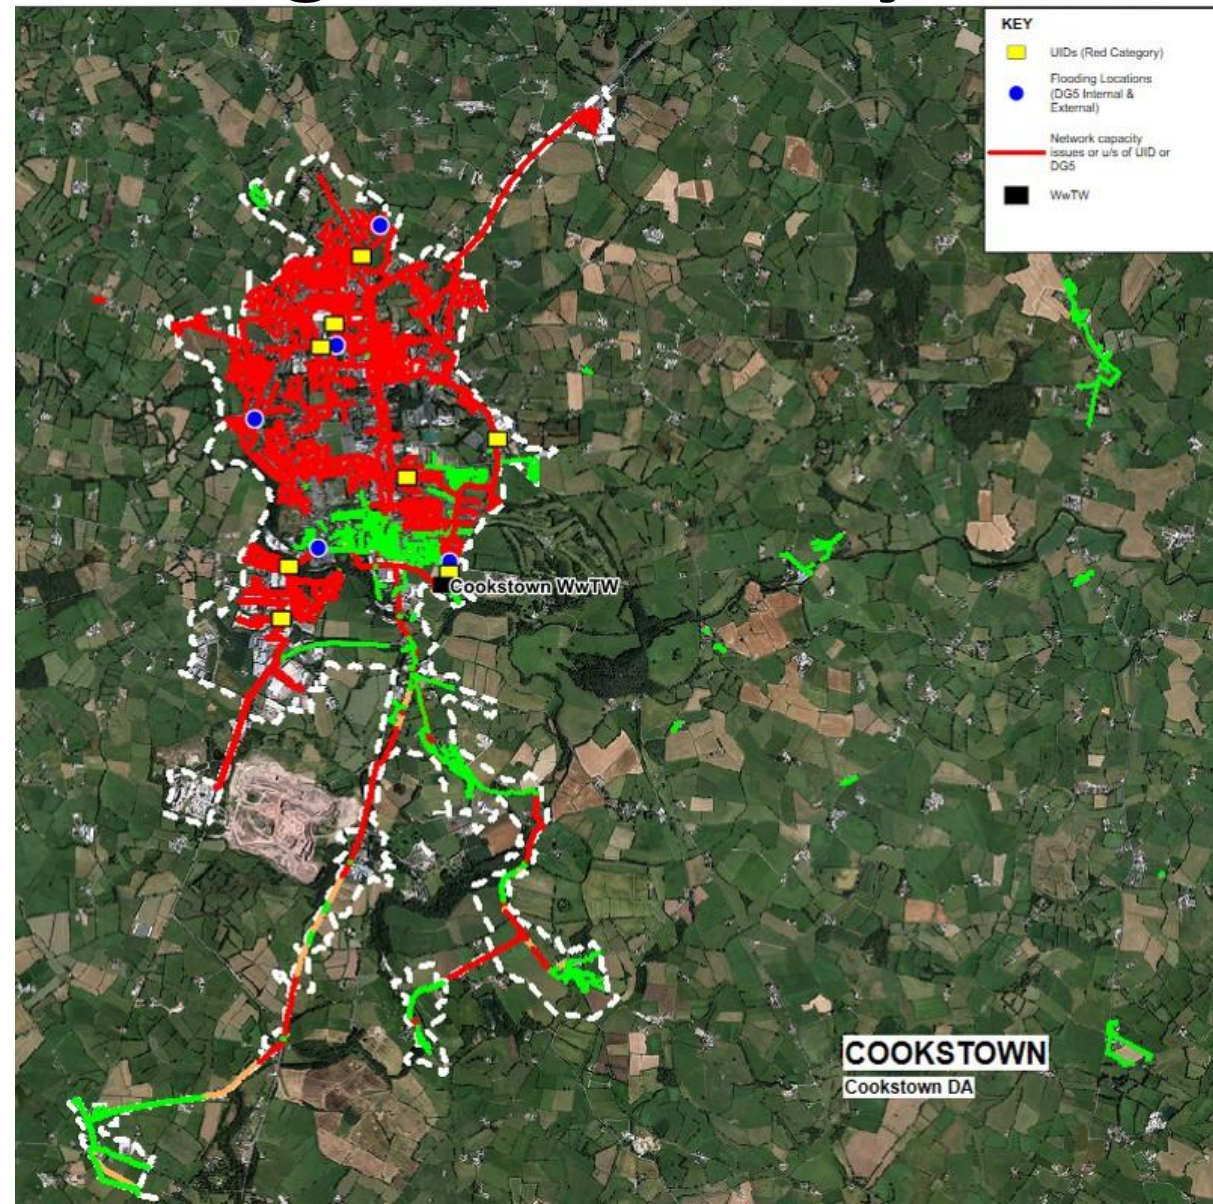 KEY
UIDs (Red Category)
Flooding Locations
(DG5 Internal &
External)
Network capacity
issues or u/s of UID or
DG5
WwTW
Cookstown WwTW
COOKSTOWN
Cookstown DA